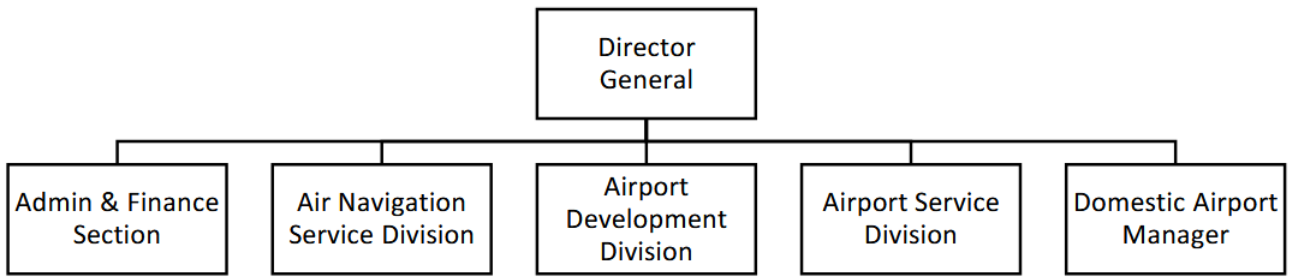 Director
General
Admin & Finance
Section
Air Navigation
Service Division
Airport
Development
Division
Airport Service
Division
Domestic Airport
Manager